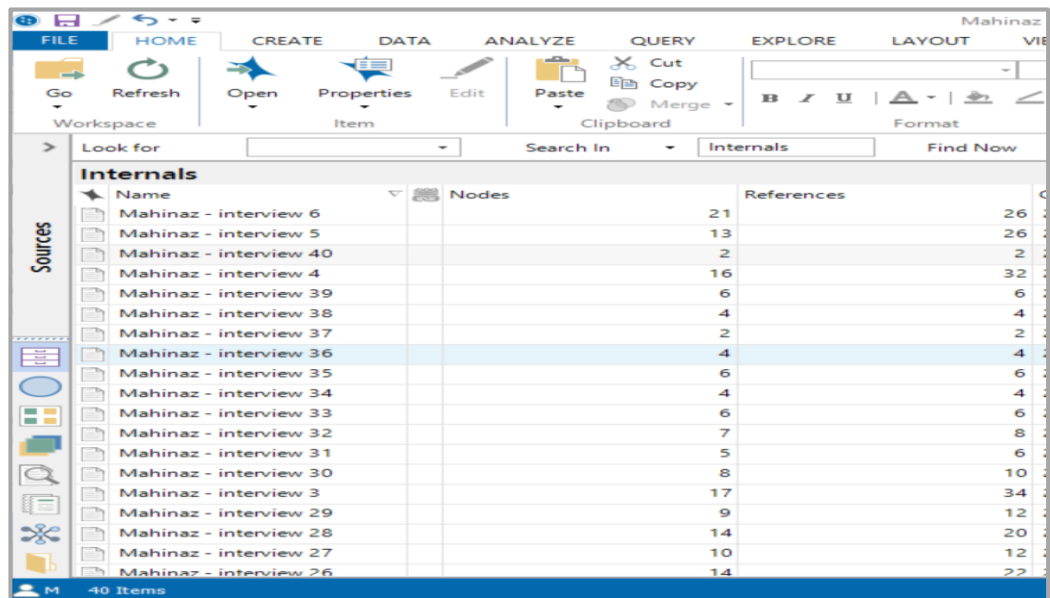 Mahinaz
FILE HOME CREATE DATA ANALYZE QUERY EXPLORE LAYOUT VI
Go Refresh Open Properties Edit Paste Cut
Copy
Merge
B I U A
Workspace Item Clipboard Format
Look for Search In Internals Find Now
Internals
Name Nodes References
Mahinaz - interview 6 21 26
Mahinaz - interview 5 13 26
Mahinaz - interview 40 2 2
Mahinaz - interview 4 16 32
Mahinaz - interview 39 6 6
Mahinaz - interview 38 4 4
Mahinaz - interview 37 2 2
Mahinaz - interview 36 4 4
Mahinaz - interview 35 6 6
Mahinaz - interview 34 4 4
Mahinaz - interview 33 6 6
Mahinaz - interview 32 7 8
Mahinaz - interview 31 5 6
Mahinaz - interview 30 8 10
Mahinaz - interview 3 17 34
Mahinaz - interview 29 9 12
Mahinaz - interview 28 14 20
Mahinaz - interview 27 10 12
Mahinaz - interview 26 14 22
Sources
M 40 Items